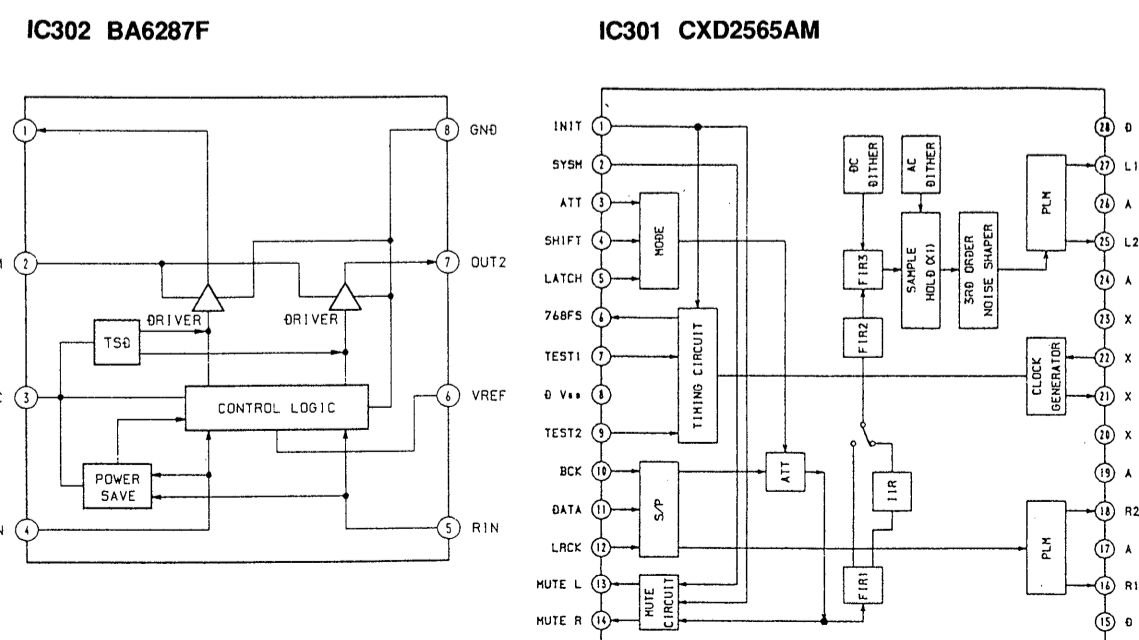 IC302 BA6287F
1
8 GND
M 2
7 OUT2
DRIVER
DRIVER
TSD
C 3
6 VREF
CONTROL LOGIC
POWER
SAVE
N 4
5 RIN
IC301 CXD2565AM
INIT 1
SYSM 2
ATT 3
SHIFT 4
LATCH 5
768FS 6
TEST1 7
D Vss 8
TEST2 9
BCK 10
DATA 11
LRCK 12
MUTE L 13
MUTE R 14
MODE
TIMING CIRCUIT
S/P
MUTE
CIRCUIT
ATT
DC
DITHER
AC
DITHER
FIR3
SAMPLE
HOLD (X1)
3RD ORDER
NOISE SHAPER
PLM
FIR2
CLOCK
GENERATOR
IIR
FIR1
PLM
28 D
27 L1
26 A
25 L2
24 A
23 X
22 X
21 X
20 X
19 A
18 R2
17 A
16 R1
15 D